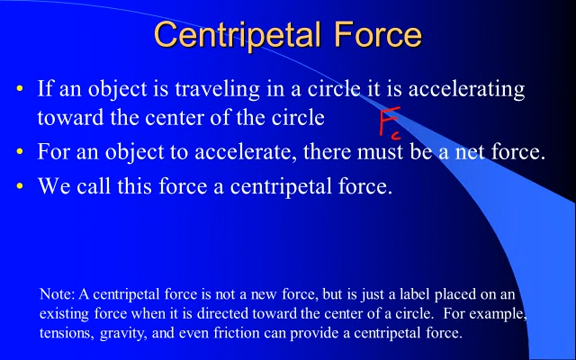 Centripetal Force
• If an object is traveling in a circle it is accelerating
toward the center of the circle
Fc
• For an object to accelerate, there must be a net force.
• We call this force a centripetal force.
Note: A centripetal force is not a new force, but is just a label placed on an
existing force when it is directed toward the center of a circle. For example,
tensions, gravity, and even friction can provide a centripetal force.